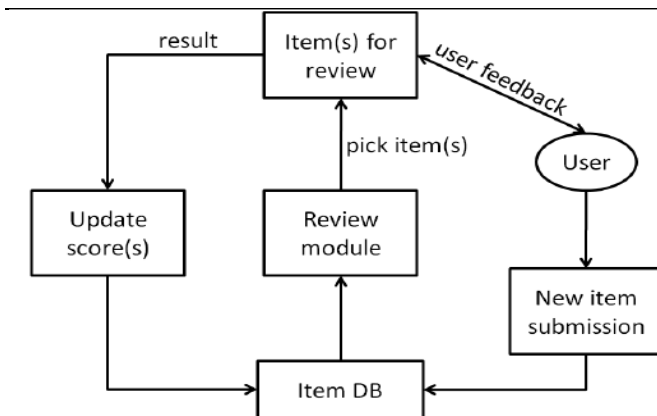 result
Item(s) for
review
user feedback
pick item(s)
User
Update
score(s)
Review
module
New item
submission
Item DB